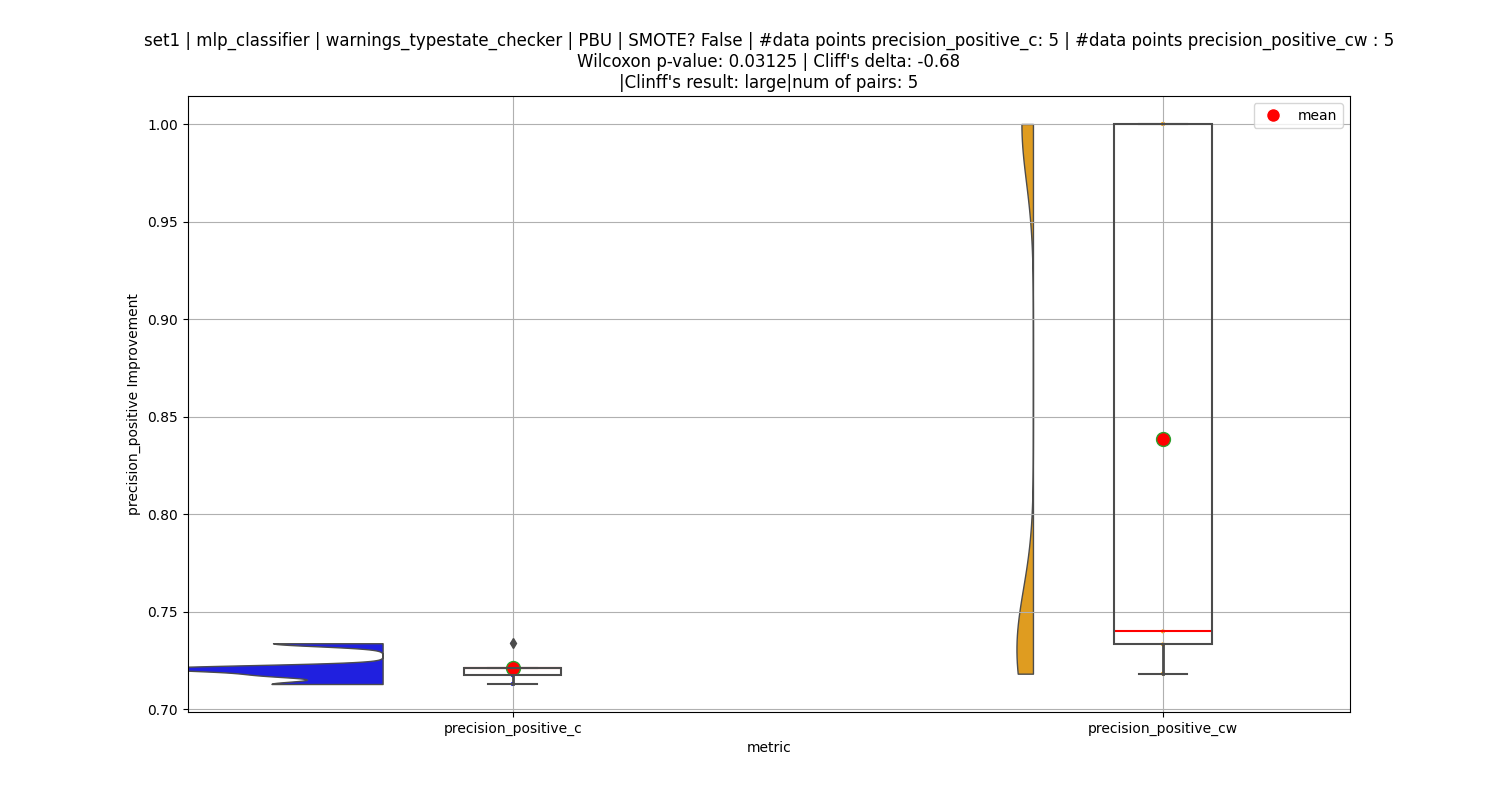 set1 | mlp_classifier | warnings_typestate_checker | PBU | SMOTE? False | #data points precision_positive_c: 5 | #data points precision_positive_cw : 5
Wilcoxon p-value: 0.03125 | Cliff's delta: -0.68
|Clinff's result: large|num of pairs: 5
mean
1.00
0.95
0.90
0.85
0.80
0.75
0.70
precision_positive Improvement
precision_positive_c
precision_positive_cw
metric